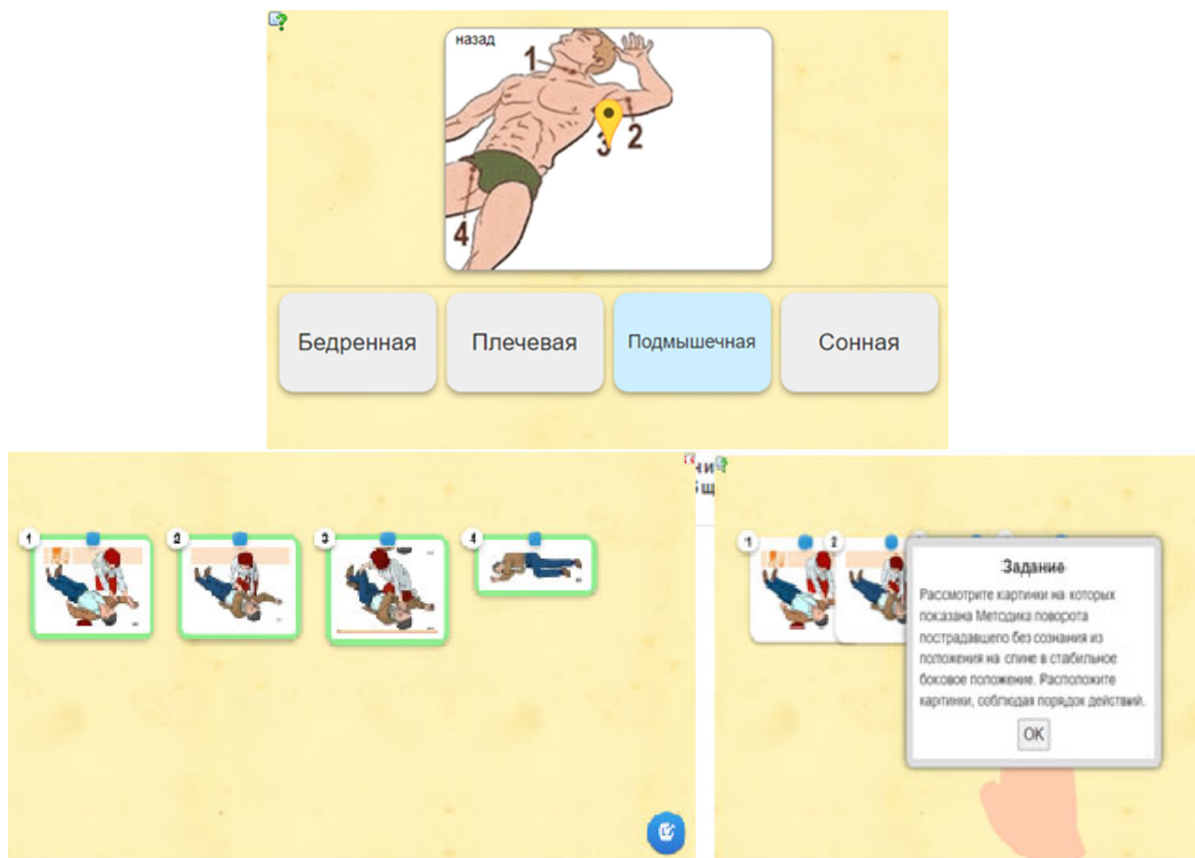 назад
1
2
3
4
Бедренная
Плечевая
Подмышечная
Сонная
1
2
3
4
ни
бщ
1
2
Задание
Рассмотрите картинки на которых
показана Методика поворота
пострадавшего без сознания из
положения на спине в стабильное
боковое положение. Расположите
картинки, соблюдая порядок действий.
OK